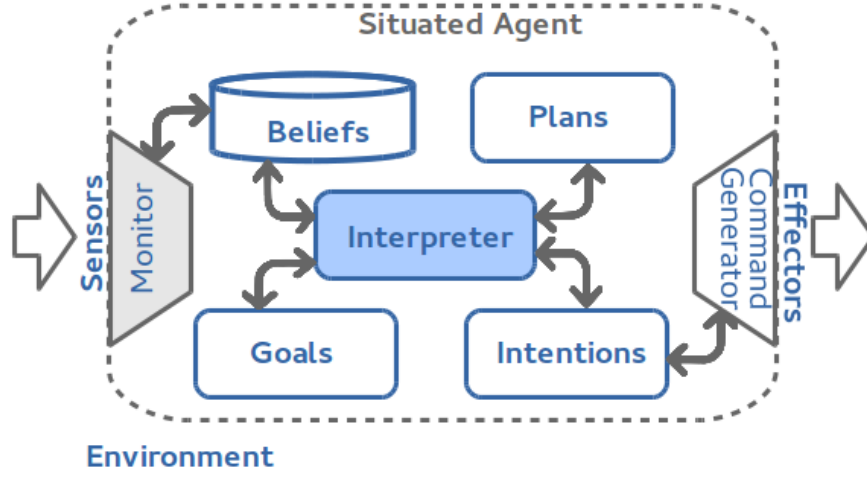 Situated Agent
Beliefs
Plans
Sensors
Monitor
Interpreter
Command
Generator
Effectors
Goals
Intentions
Environment